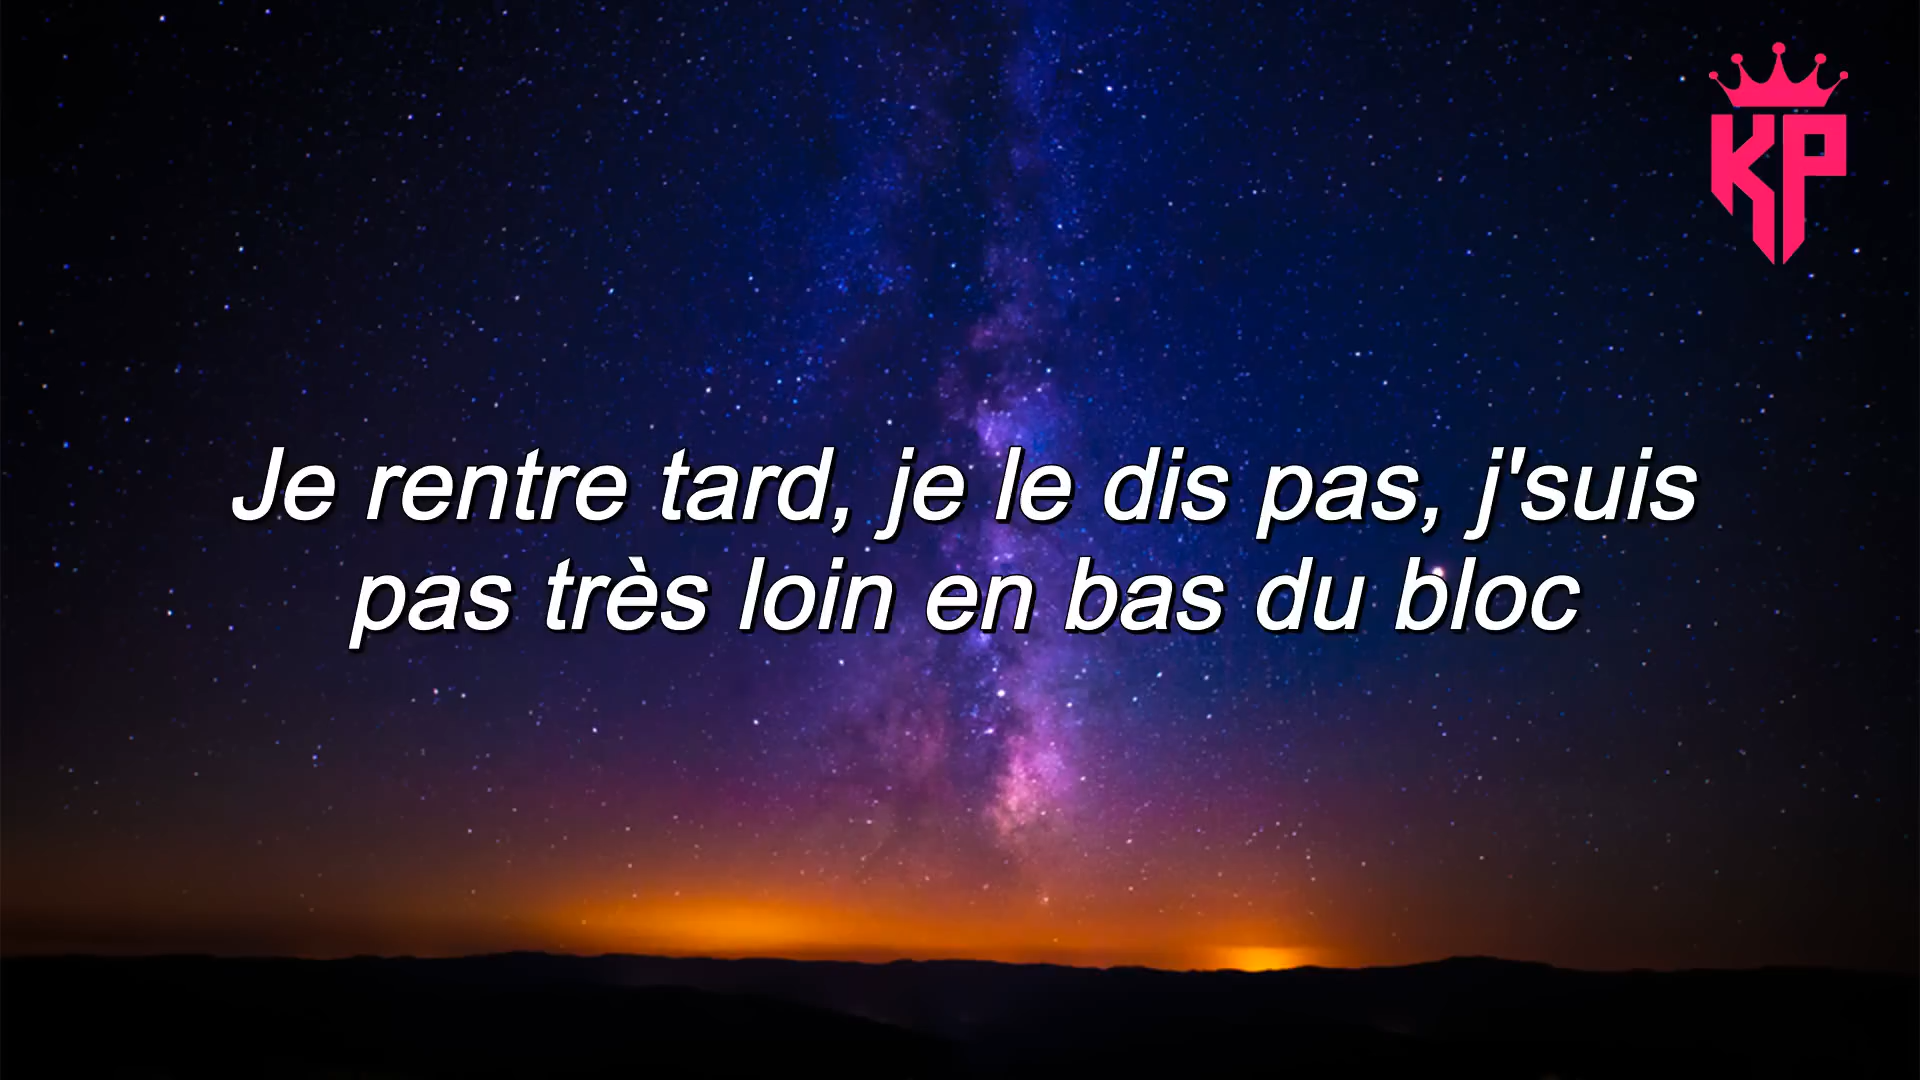 KP
Je rentre tard, je le dis pas, j'suis
pas très loin en bas du bloc